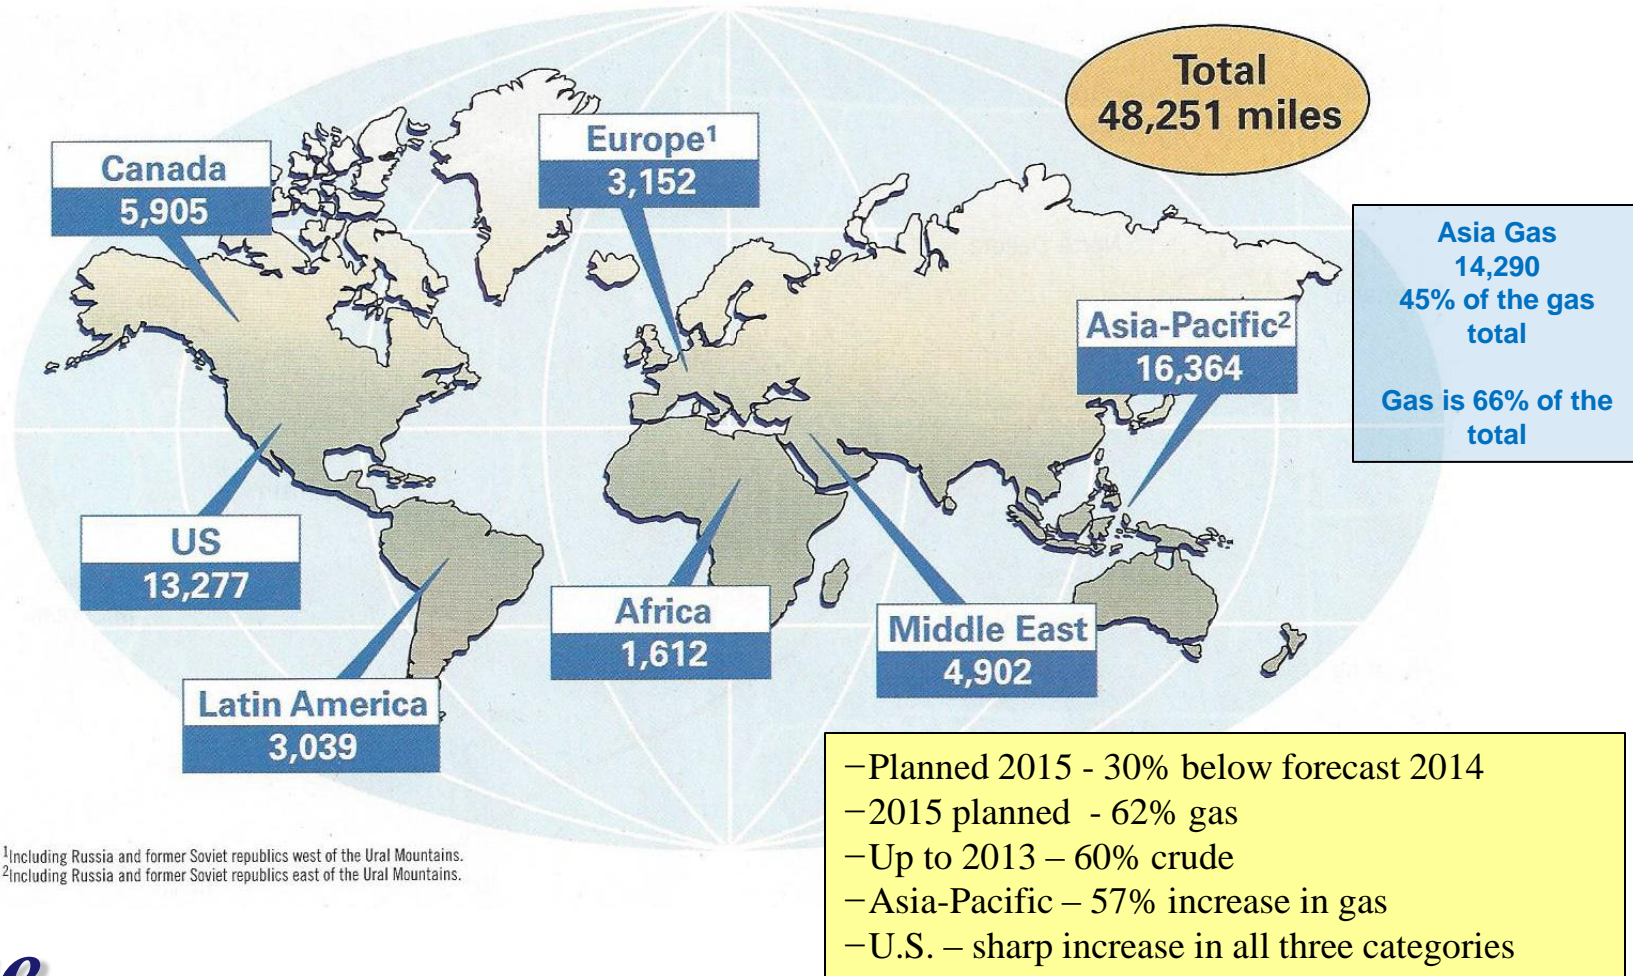 Total
48,251 miles
Europe¹
3,152
Canada
5,905
Asia Gas
14,290
45% of the gas
total
Gas is 66% of the
total
Asia-Pacific²
16,364
US
13,277
Africa
1,612
Middle East
4,902
Latin America
3,039
−Planned 2015 - 30% below forecast 2014
−2015 planned  - 62% gas
−Up to 2013 – 60% crude
−Asia-Pacific – 57% increase in gas
−U.S. – sharp increase in all three categories
¹Including Russia and former Soviet republics west of the Ural Mountains.
²Including Russia and former Soviet republics east of the Ural Mountains.